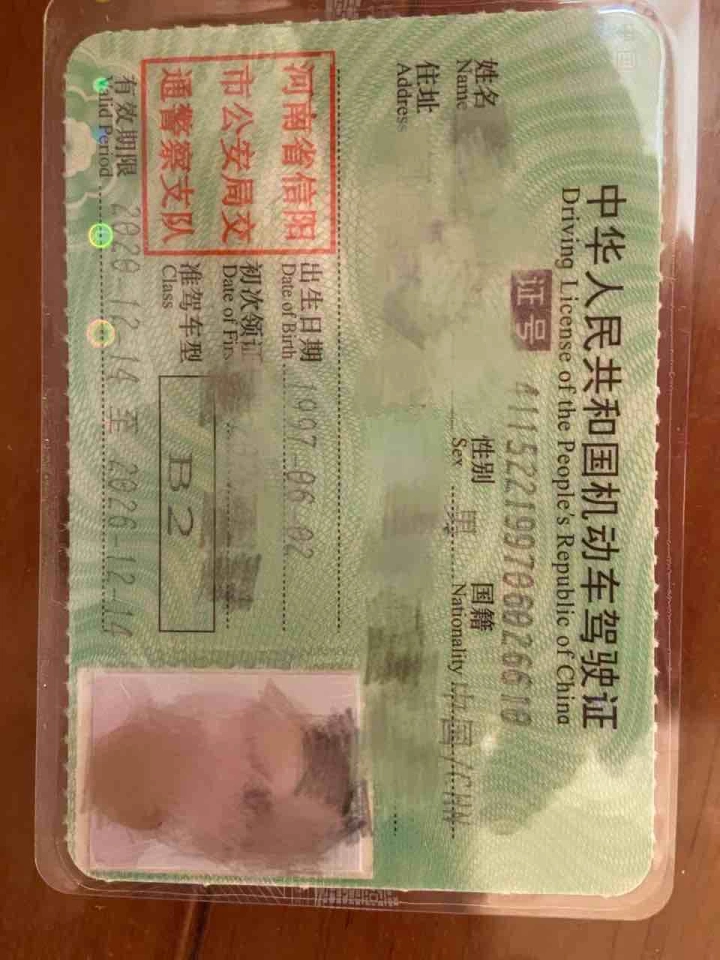 中华人民共和国机动车驾驶证
Driving License of the People's Republic of China
证号 411522199706026610
姓名
Name
性别 男 国籍 中国/CHN
Sex Nationality
住址
Address
出生日期 1997-06-02
Date of Birth
初次领证
Date of Firs
准驾车型 B2
Class
河南省信阳
市公安局交
通警察支队
有效期限 2020-12-14 至 2026-12-14
Valid Period